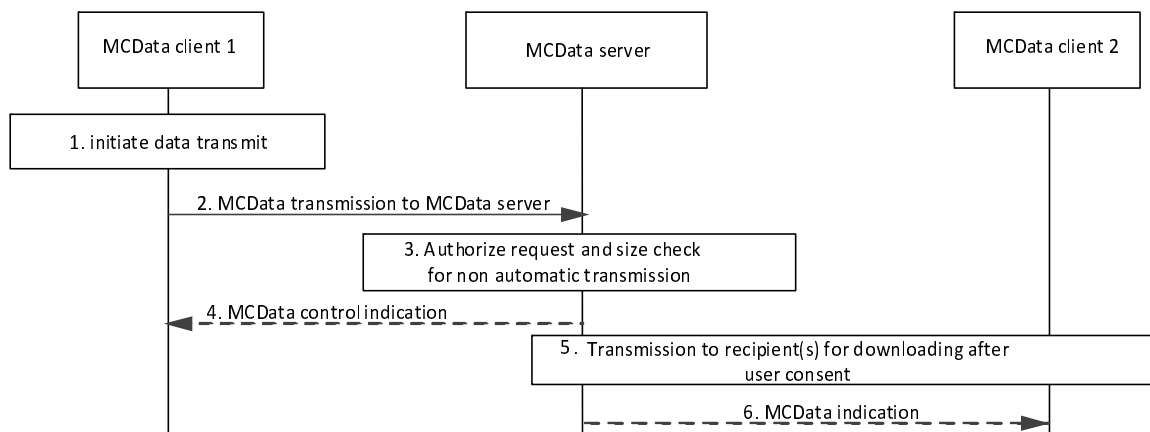 MCData client 1
MCData server
MCData client 2
1. initiate data transmit
2. MCData transmission to MCData server
3. Authorize request and size check
for non automatic transmission
4. MCData control indication
5. Transmission to recipient(s) for downloading after
user consent
6. MCData indication